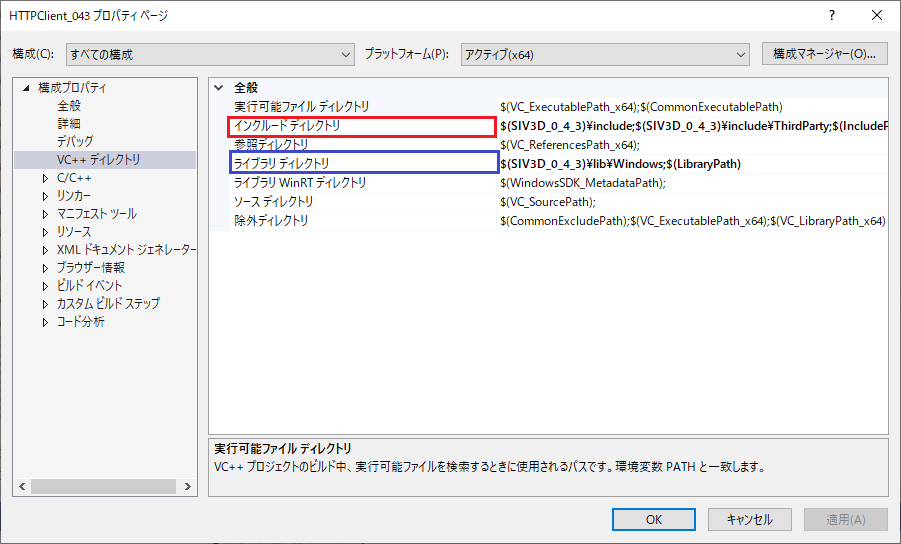 HTTPClient_043 プロパティ ページ
構成(C): すべての構成 プラットフォーム(P): アクティブ(x64) 構成マネージャー(O)...
構成プロパティ
全般
詳細
デバッグ
VC++ ディレクトリ
C/C++
リンカー
マニフェスト ツール
リソース
XML ドキュメント ジェネレーター
ブラウザー情報
ビルド イベント
カスタム ビルド ステップ
コード分析
全般
実行可能ファイル ディレクトリ $(VC_ExecutablePath_x64);$(CommonExecutablePath)
インクルード ディレクトリ $(SIV3D_0_4_3)¥include;$(SIV3D_0_4_3)¥include¥ThirdParty;$(IncludeP
参照ディレクトリ $(VC_ReferencesPath_x64);
ライブラリ ディレクトリ $(SIV3D_0_4_3)¥lib¥Windows;$(LibraryPath)
ライブラリ WinRT ディレクトリ $(WindowsSDK_MetadataPath);
ソース ディレクトリ $(VC_SourcePath);
除外ディレクトリ $(CommonExcludePath);$(VC_ExecutablePath_x64);$(VC_LibraryPath_x64)
実行可能ファイル ディレクトリ
VC++ プロジェクトのビルド中、実行可能ファイルを検索するときに使用されるパスです。環境変数 PATH と一致します。
OK キャンセル 適用(A)